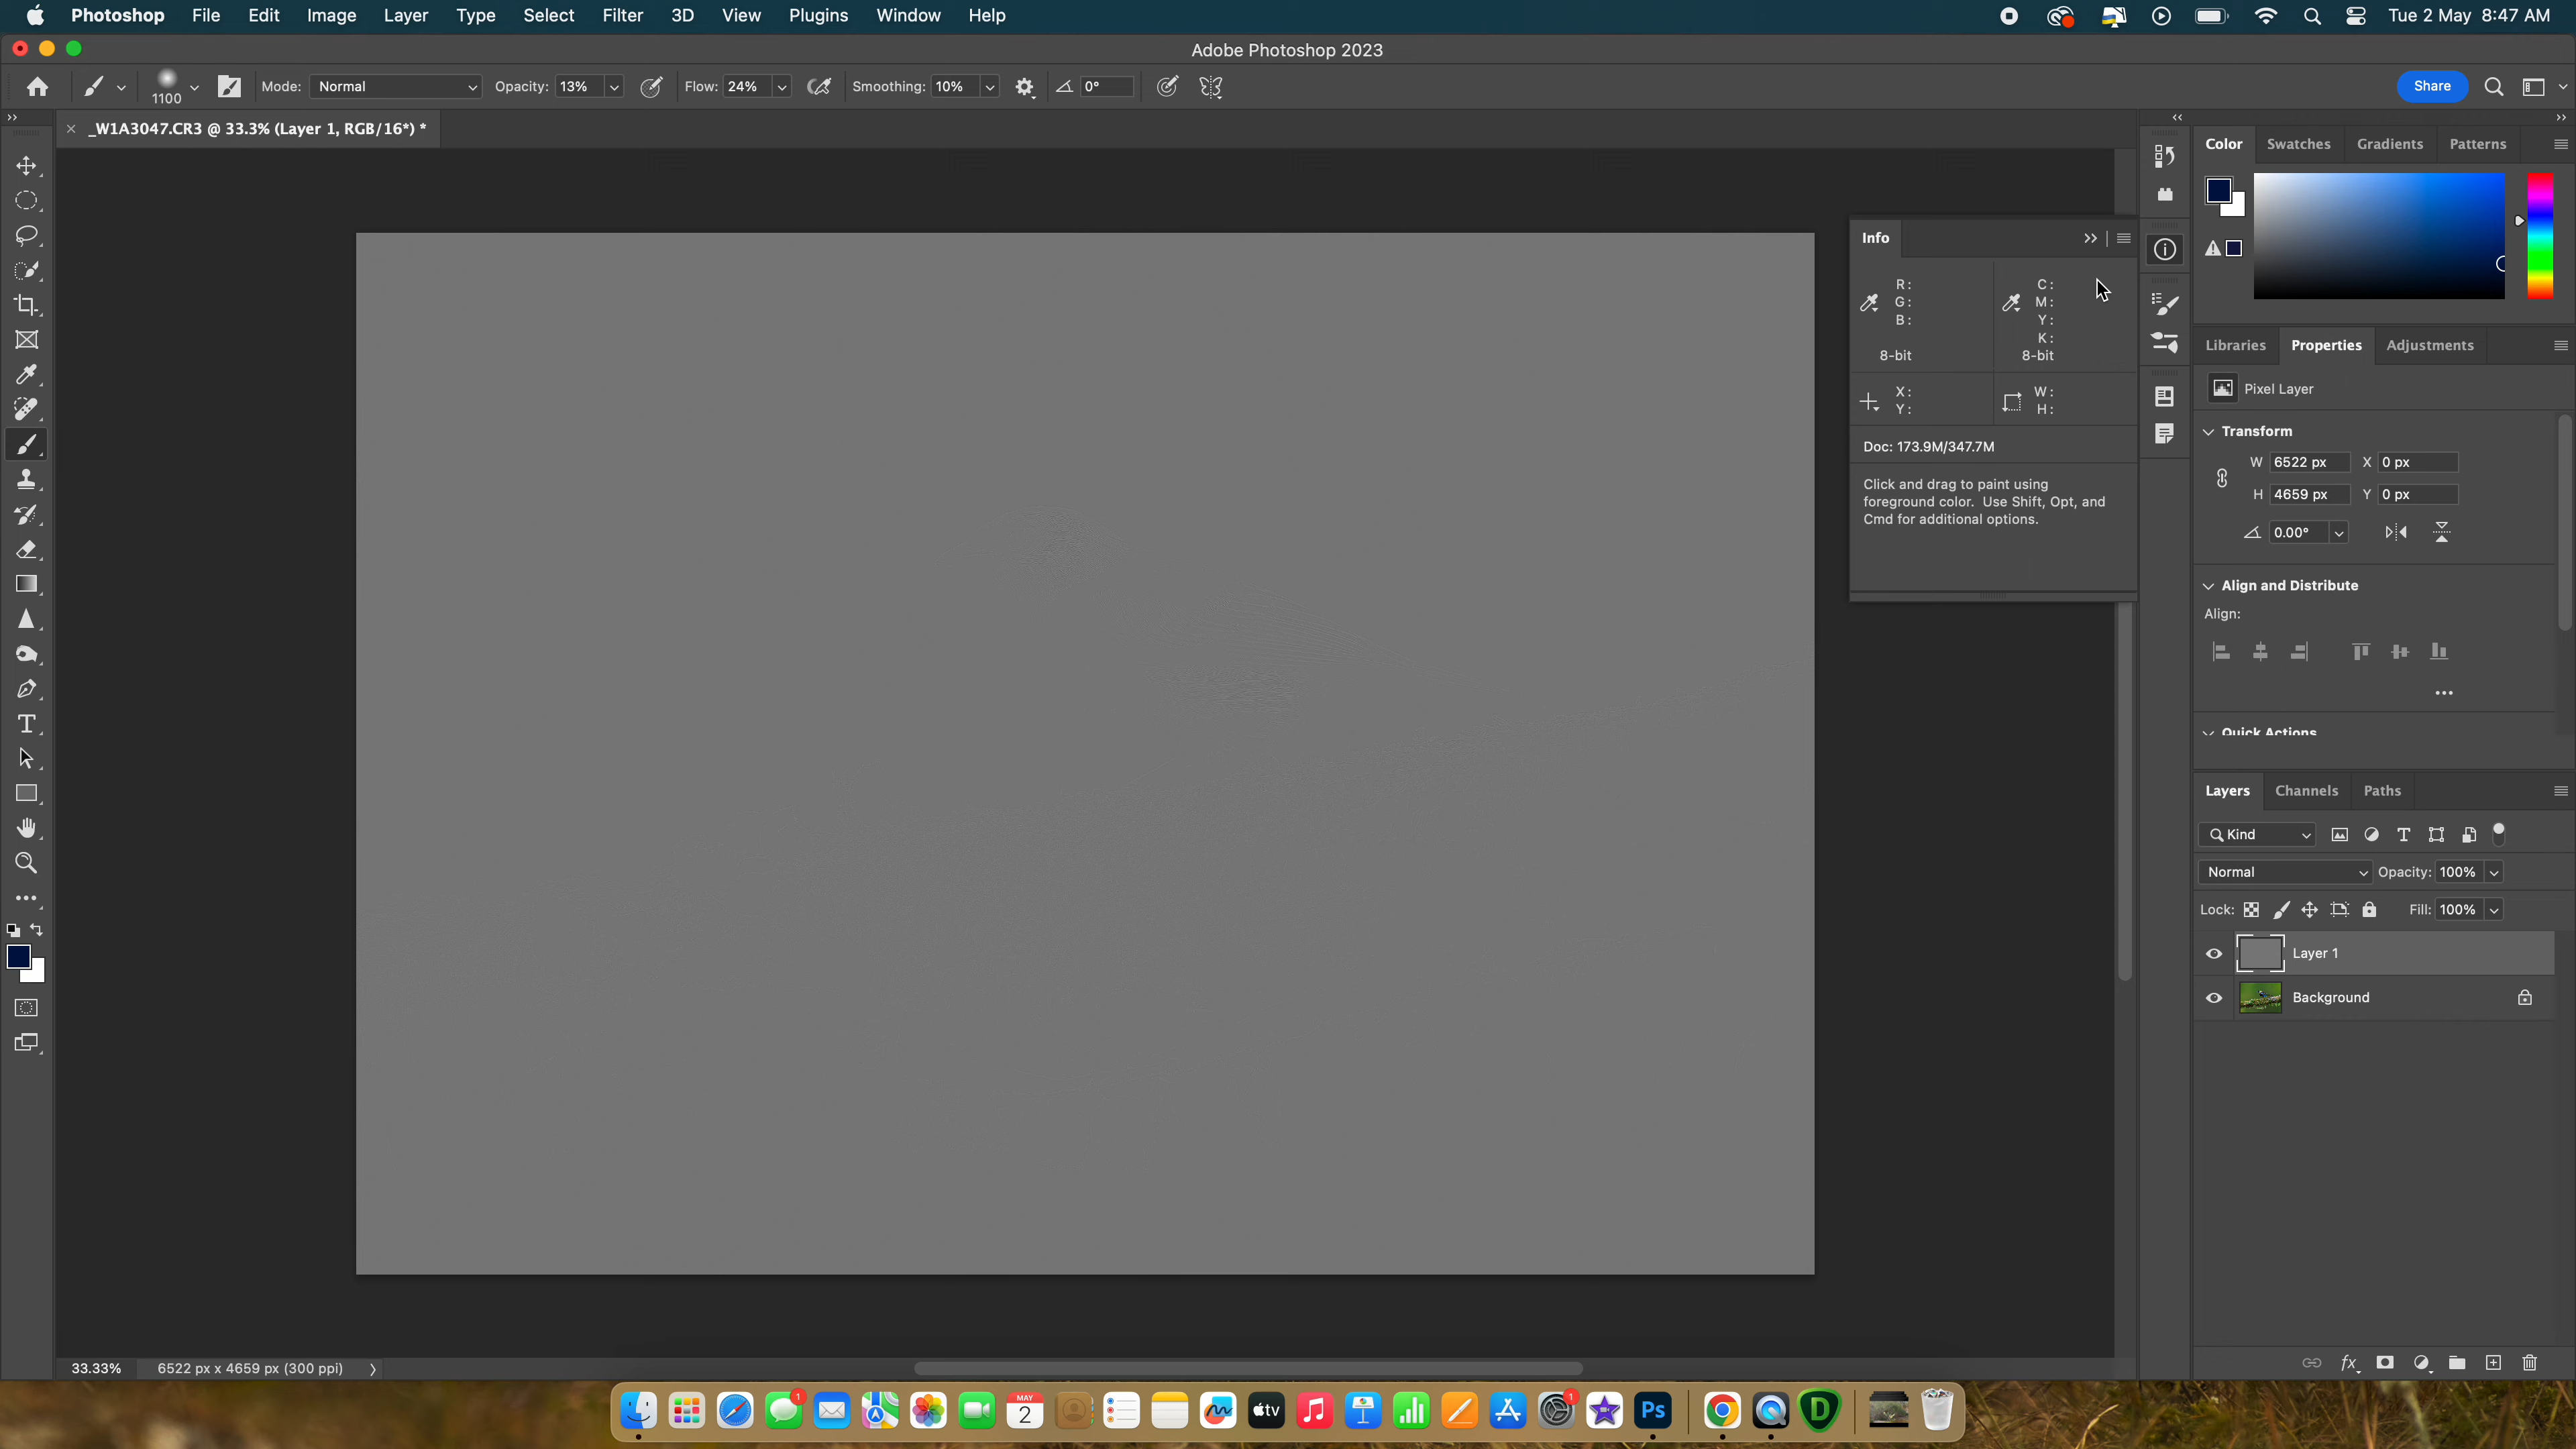 Photoshop File Edit Image Layer Type Select Filter 3D View Plugins Window Help Tue 2 May 8:47 AM
Adobe Photoshop 2023
1100 Mode: Normal Opacity: 13% Flow: 24% Smoothing: 10% 0° Share
_W1A3047.CR3 @ 33.3% (Layer 1, RGB/16*) *
Color Swatches Gradients Patterns
Info
R: C:
G: M:
B: Y:
K:
8-bit 8-bit
X: W:
Y: H:
Doc: 173.9M/347.7M
Click and drag to paint using
foreground color. Use Shift, Opt, and
Cmd for additional options.
Libraries Properties Adjustments
Pixel Layer
Transform
W 6522 px X 0 px
H 4659 px Y 0 px
0.00°
Align and Distribute
Align:
Quick Actions
Layers Channels Paths
Kind
Normal Opacity: 100%
Lock: Fill: 100%
Layer 1
Background
33.33% 6522 px x 4659 px (300 ppi)
1
MAY
2
tv
1
Ps
D